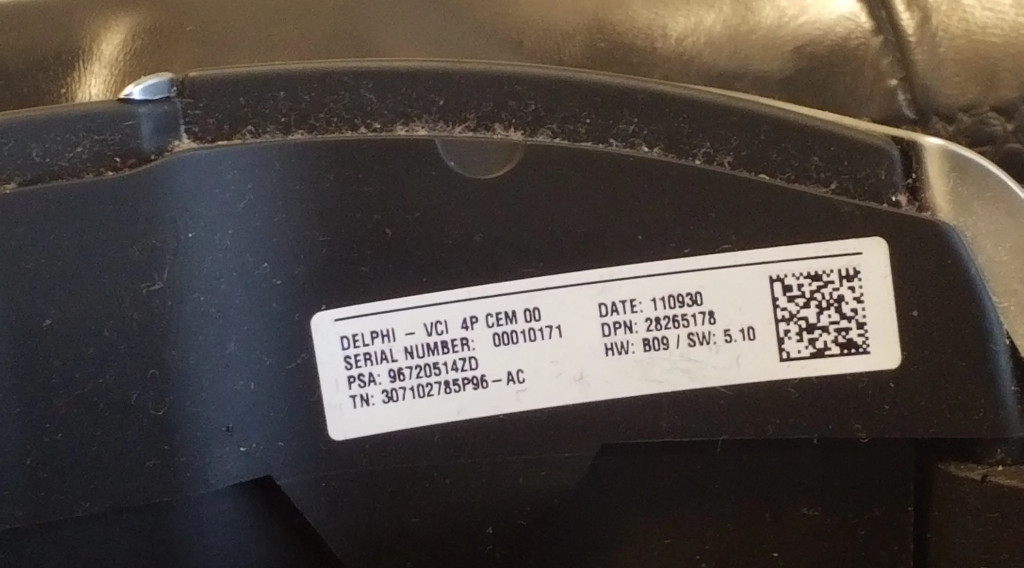 DELPHI - VCI 4P CEM 00
SERIAL NUMBER: 00010171
PSA: 96720514ZD
TN: 307102785P96-AC
DATE: 110930
DPN: 28265178
HW: B09 / SW: 5.10